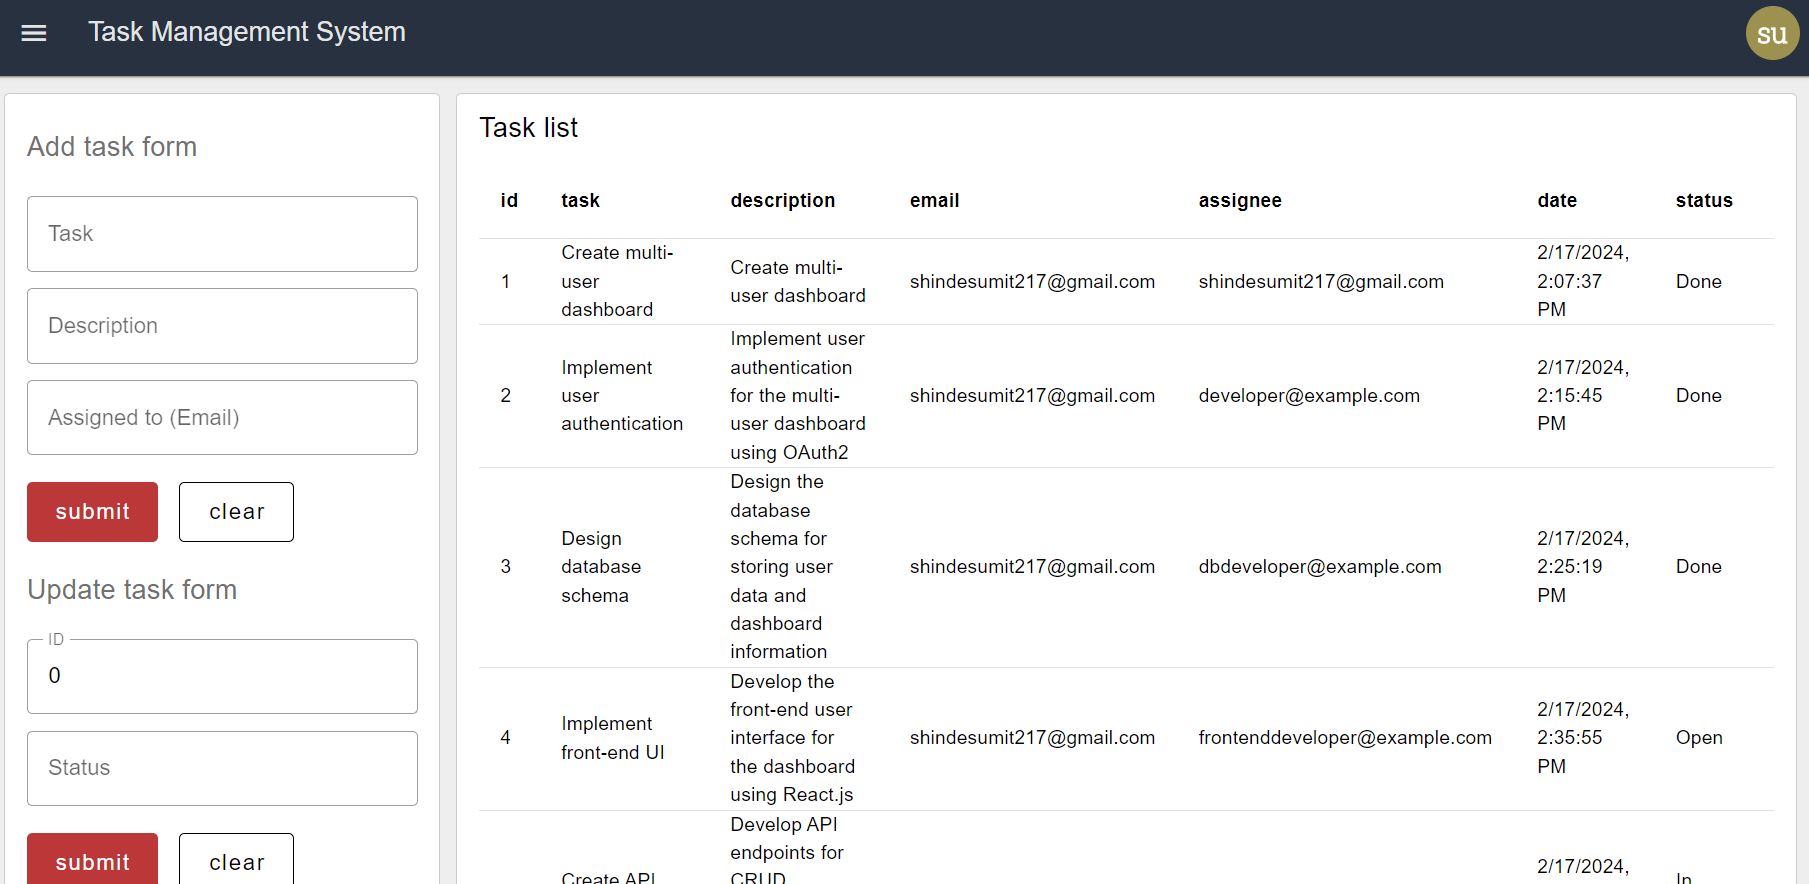 Task Management System
su
Add task form
Task
Description
Assigned to (Email)
submit
clear
Update task form
ID
0
Status
submit
clear
Task list
id task description email assignee date status
1
Create multi-
user
dashboard
Create multi-
user dashboard
shindesumit217@gmail.com
shindesumit217@gmail.com
2/17/2024,
2:07:37
PM
Done
2
Implement
user
authentication
Implement user
authentication
for the multi-
user dashboard
using OAuth2
shindesumit217@gmail.com
developer@example.com
2/17/2024,
2:15:45
PM
Done
3
Design
database
schema
Design the
database
schema for
storing user
data and
dashboard
information
shindesumit217@gmail.com
dbdeveloper@example.com
2/17/2024,
2:25:19
PM
Done
4
Implement
front-end UI
Develop the
front-end user
interface for
the dashboard
using React.js
shindesumit217@gmail.com
frontenddeveloper@example.com
2/17/2024,
2:35:55
PM
Open
Create API
Develop API
endpoints for
CRUD
2/17/2024,
In